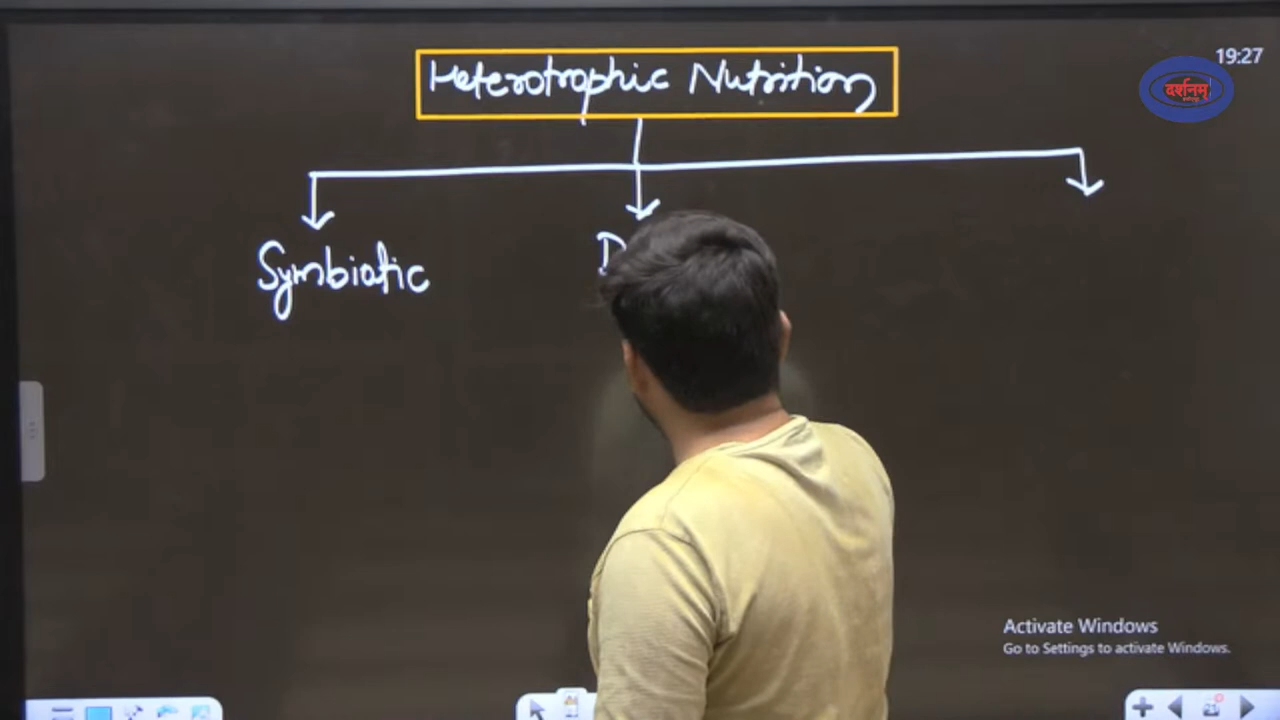 Heterotrophic Nutrition
19:27
दर्शनम्
Symbiotic
D
Activate Windows
Go to Settings to activate Windows.